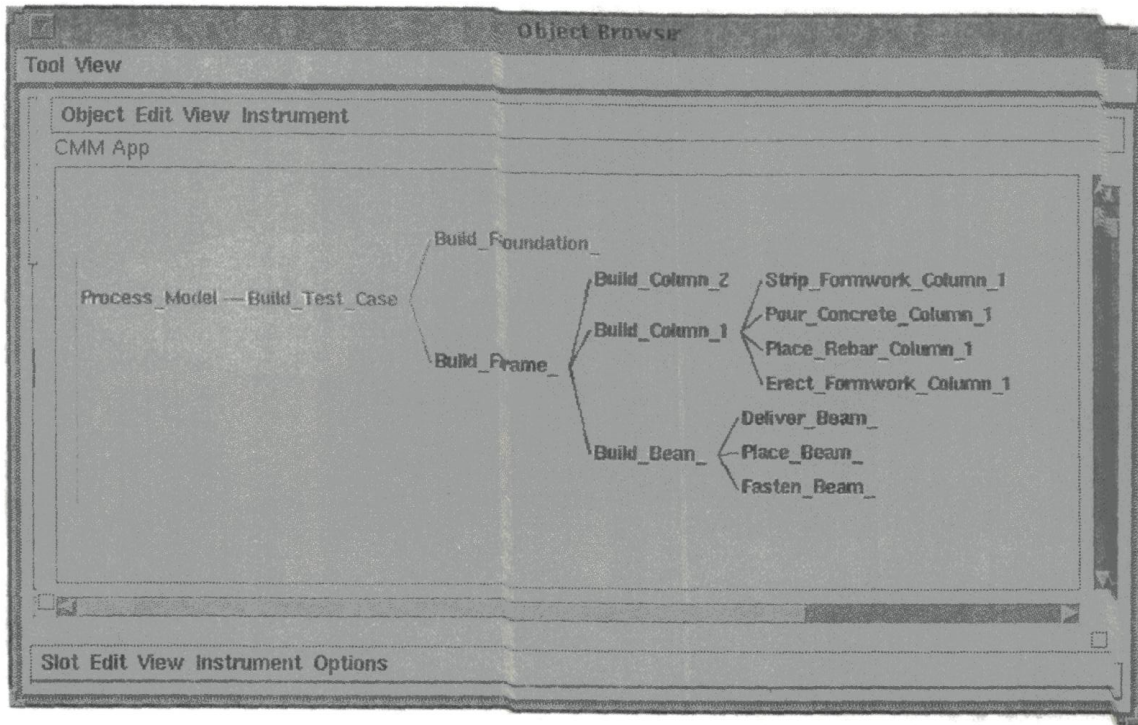 Object Browser
Tool View
Object Edit View Instrument
CMM App
Build_Foundation_
Build_Column_2
Strip_Formwork_Column_1
Process_Model
Build_Test_Case
Pour_Concrete_Column_1
Build_Column_1
Place_Rebar_Column_1
Build_Frame_
Erect_Formwork_Column_1
Deliver_Beam_
Build_Bean_
Place_Beam_
Fasten_Beam_
Slot Edit View Instrument Options